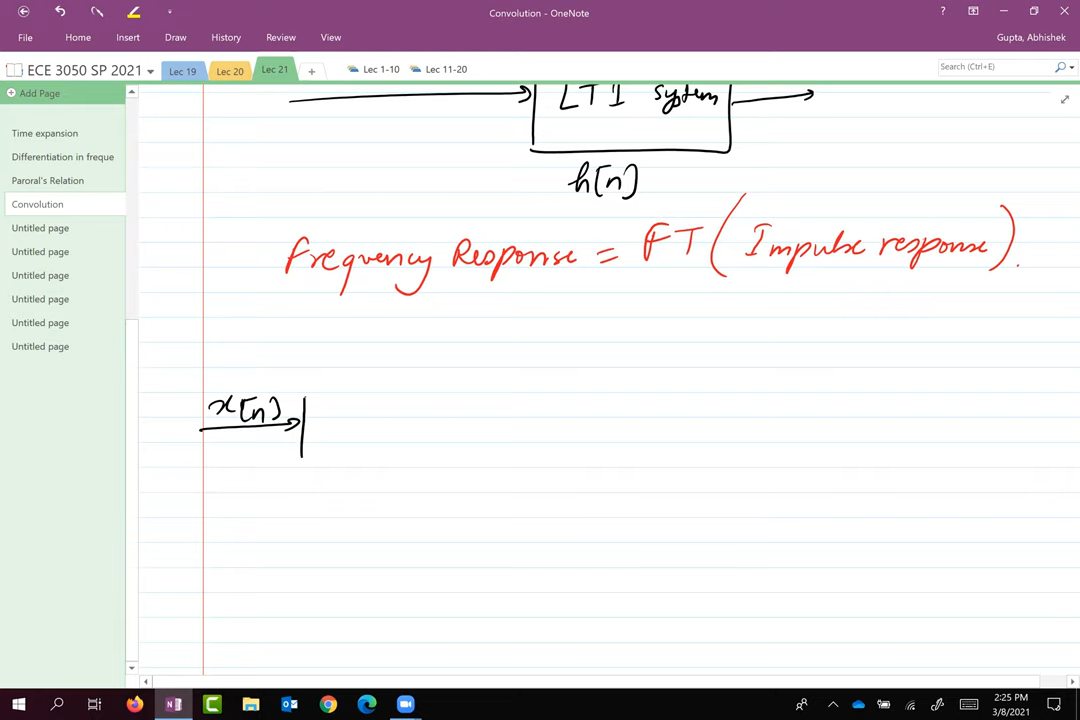 Convolution - OneNote
?
File
Home
Insert
Draw
History
Review
View
Gupta, Abhishek
ECE 3050 SP 2021
Lec 19
Lec 20
Lec 21
+
Lec 1-10
Lec 11-20
Search (Ctrl+E)
Add Page
Time expansion
Differentiation in freque
Paroral's Relation
Convolution
Untitled page
Untitled page
Untitled page
Untitled page
Untitled page
Untitled page
LTI system
h[n]
Frequency Response = FT (Impulse response).
x[n]
2:25 PM
3/8/2021